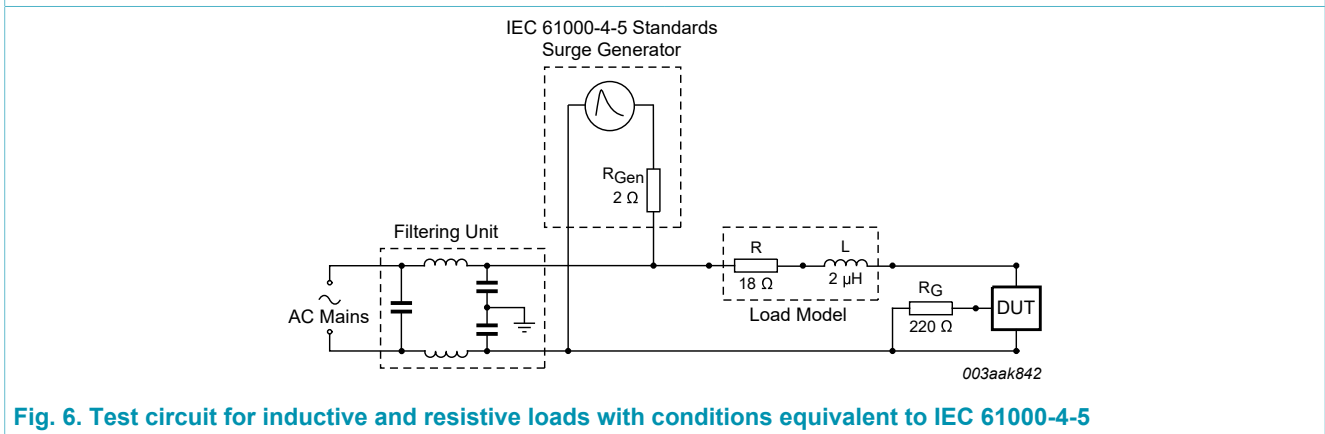 IEC 61000-4-5 Standards
Surge Generator
RGen
2 Ω
Filtering Unit
R
L
18 Ω
2 μH
Load Model
RG
220 Ω
DUT
AC Mains
003aak842
Fig. 6. Test circuit for inductive and resistive loads with conditions equivalent to IEC 61000-4-5